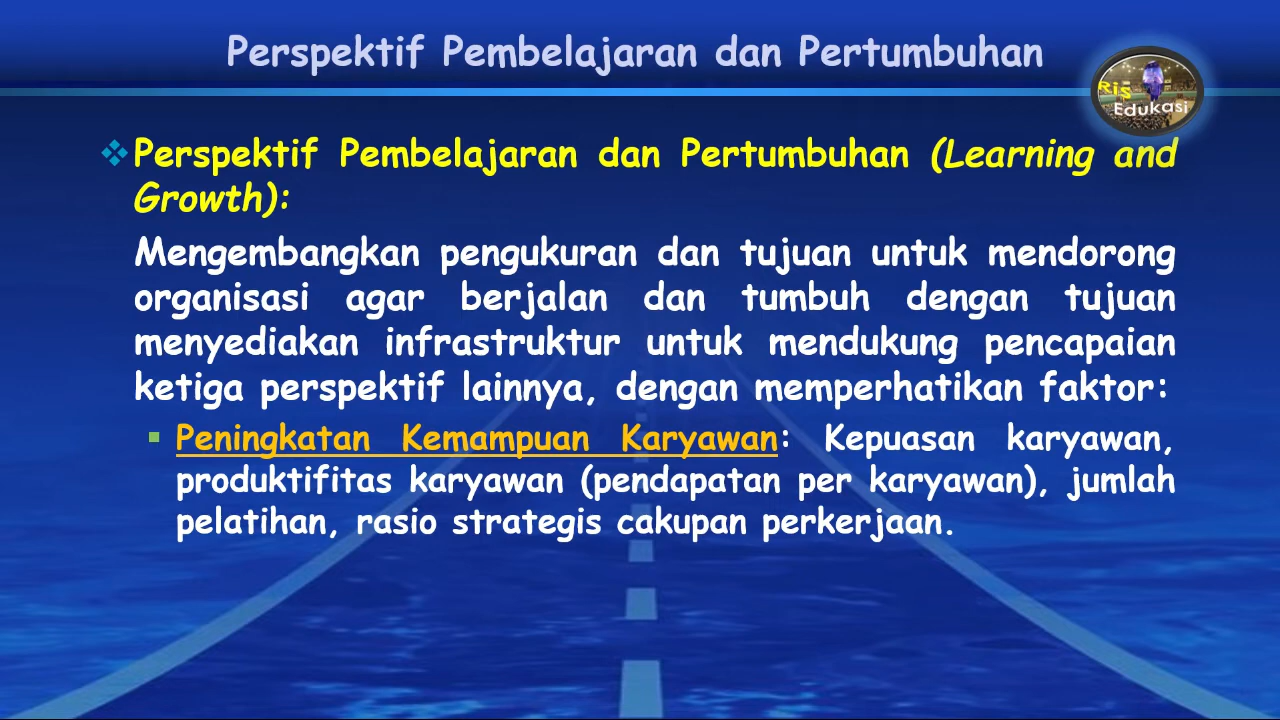 Perspektif Pembelajaran dan Pertumbuhan
Ris
Edukasi
Perspektif Pembelajaran dan Pertumbuhan (Learning and
Growth):
Mengembangkan pengukuran dan tujuan untuk mendorong
organisasi agar berjalan dan tumbuh dengan tujuan
menyediakan infrastruktur untuk mendukung pencapaian
ketiga perspektif lainnya, dengan memperhatikan faktor:
Peningkatan Kemampuan Karyawan: Kepuasan karyawan,
produktifitas karyawan (pendapatan per karyawan), jumlah
pelatihan, rasio strategis cakupan perkerjaan.